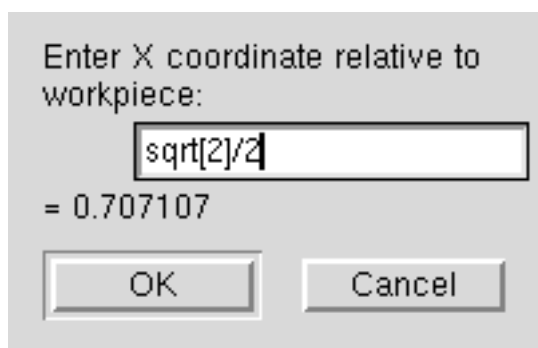 Enter X coordinate relative to
workpiece:
sqrt[2]/2
= 0.707107
OK Cancel